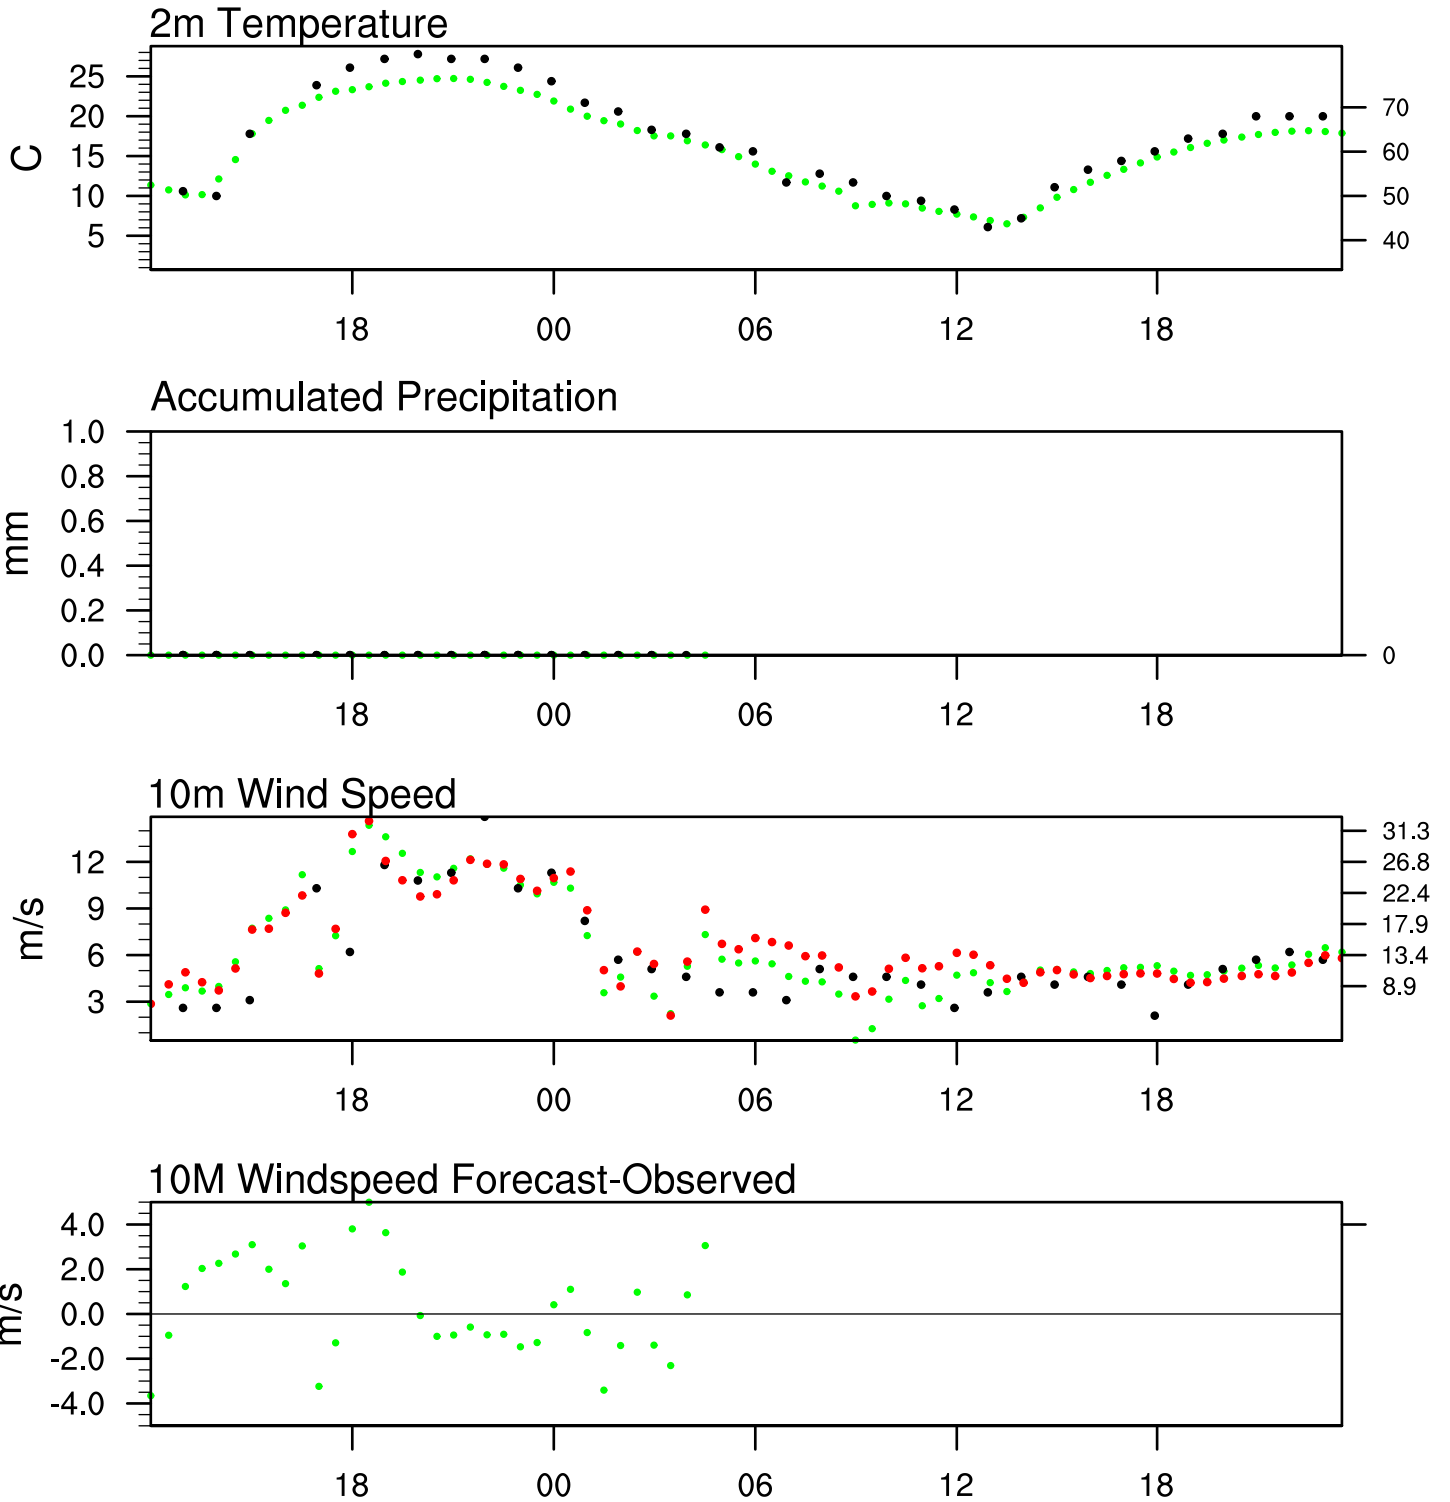 2m Temperature
25
20
15
10
5
C
70
60
50
40
18 00 06 12 18
Accumulated Precipitation
1.0
0.8
0.6
0.4
0.2
0.0
mm
0
18 00 06 12 18
10m Wind Speed
12
9
6
3
m/s
31.3
26.8
22.4
17.9
13.4
8.9
18 00 06 12 18
10M Windspeed Forecast-Observed
4.0
2.0
0.0
-2.0
-4.0
m/s
18 00 06 12 18